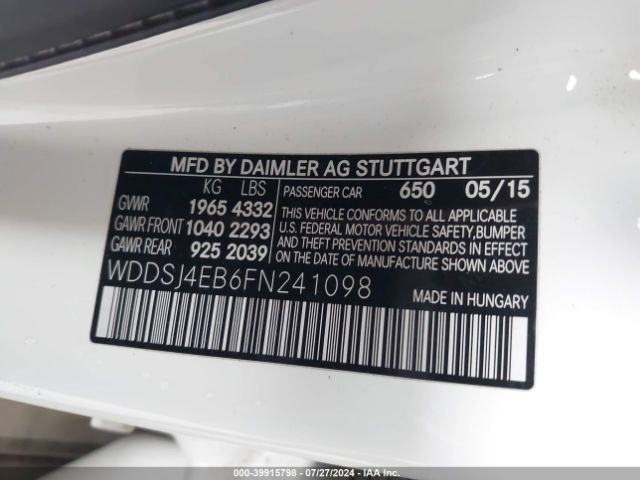 MFD BY DAIMLER AG STUTTGART
KG LBS
GVWR 1965 4332
GAWR FRONT 1040 2293
GAWR REAR 925 2039
PASSENGER CAR 650 05/15
THIS VEHICLE CONFORMS TO ALL APPLICABLE
U.S. FEDERAL MOTOR VEHICLE SAFETY, BUMPER
AND THEFT PREVENTION STANDARDS IN EFFECT
ON THE DATE OF MANUFACTURE SHOWN ABOVE
WDDSJ4EB6FN241098
MADE IN HUNGARY
000-39915798 - 07/27/2024 - IAA, Inc.